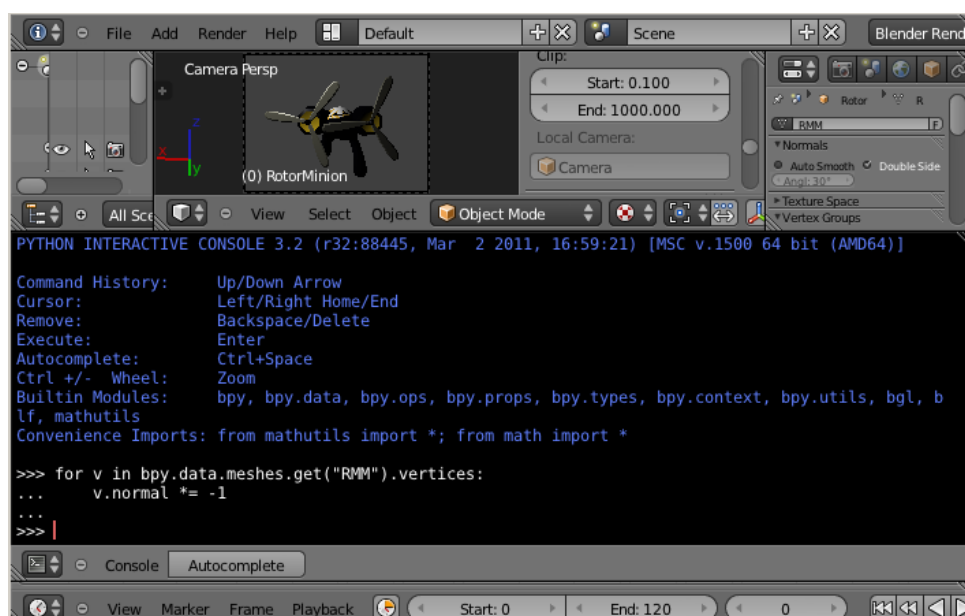 File Add Render Help Default Scene Blender Rend
Camera Persp
Clip:
Start: 0.100
End: 1000.000
Local Camera:
Camera
z
x
y
(0) RotorMinion
Rotor R
RMM F
Normals
Auto Smooth Double Side
Angl: 30°
Texture Space
Vertex Groups
All Sce View Select Object Object Mode
PYTHON INTERACTIVE CONSOLE 3.2 (r32:88445, Mar  2 2011, 16:59:21) [MSC v.1500 64 bit (AMD64)]
Command History:     Up/Down Arrow
Cursor:              Left/Right Home/End
Remove:              Backspace/Delete
Execute:             Enter
Autocomplete:        Ctrl+Space
Ctrl +/-  Wheel:     Zoom
Builtin Modules:     bpy, bpy.data, bpy.ops, bpy.props, bpy.types, bpy.context, bpy.utils, bgl, b
lf, mathutils
Convenience Imports: from mathutils import *; from math import *
>>> for v in bpy.data.meshes.get("RMM").vertices:
...     v.normal *= -1
...
>>>
Console Autocomplete
View Marker Frame Playback Start: 0 End: 120 0